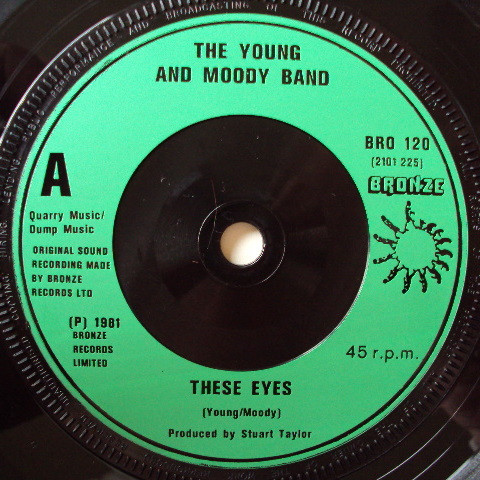 THE YOUNG
AND MOODY BAND
BRO 120
(2101 225)
BRONZE
A
Quarry Music/
Dump Music
ORIGINAL SOUND
RECORDING MADE
BY BRONZE
RECORDS LTD
(P) 1981
BRONZE
RECORDS
LIMITED
45 r.p.m.
THESE EYES
(Young/Moody)
Produced by Stuart Taylor